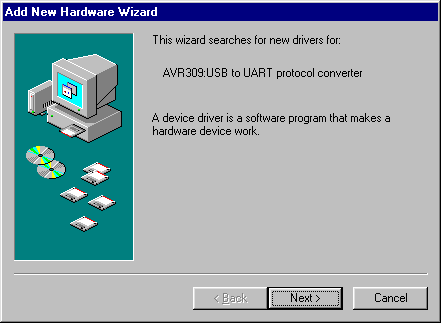 Add New Hardware Wizard
This wizard searches for new drivers for:
AVR309:USB to UART protocol converter
A device driver is a software program that makes a
hardware device work.
< Back
Next >
Cancel